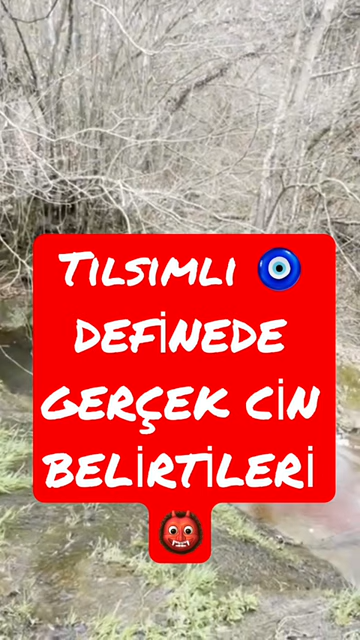 TILSIMLI 🧿
DEFİNEDE
GERÇEK CİN
BELİRTİLERİ
👹